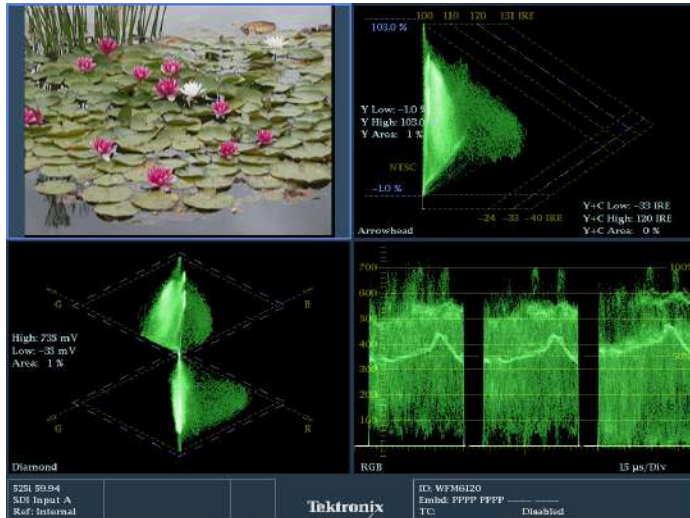 100 110 120 131 IRE
103.0 %
Y Low: -1.0 %
Y High: 103.0
Y Area: 1 %
NTSC
-1.0 %
-24 -33 -40 IRE
Y+C Low: -33 IRE
Y+C High: 120 IRE
Y+C Area: 0 %
Arrowhead
G B
High: 735 mV
Low: -35 mV
Area: 1 %
G R
Diamond
700 100%
600
500
400
50%
300
200
100
0
RGB 15 µs/Div
525i 59.94
SDI Input A
Ref: Internal
Tektronix
ID: WFM6120
Embd: PPPP PPPP ---- ----
TC: Disabled